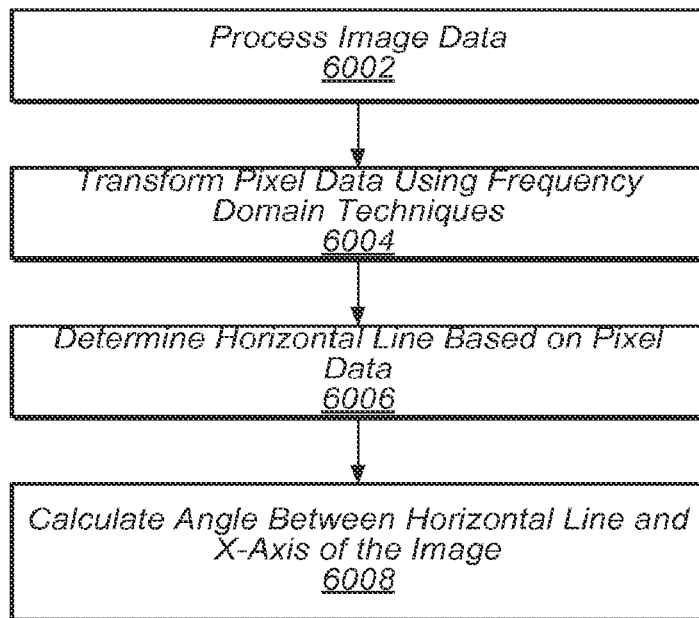 Process Image Data
6002
Transform Pixel Data Using Frequency
Domain Techniques
6004
Determine Horizontal Line Based on Pixel
Data
6006
Calculate Angle Between Horizontal Line and
X-Axis of the Image
6008